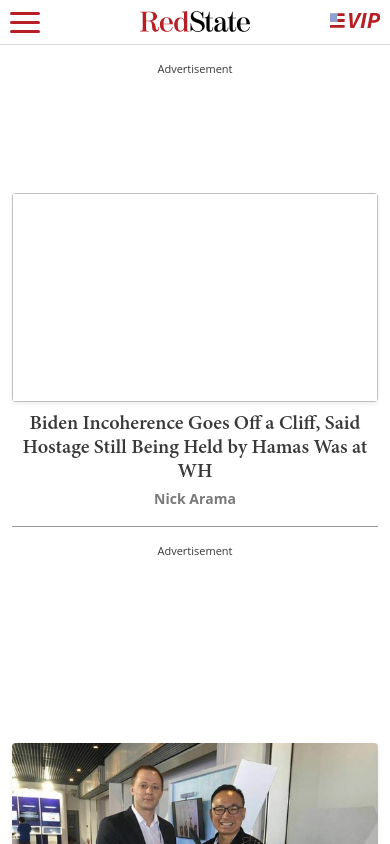 RedState
VIP
Advertisement
Biden Incoherence Goes Off a Cliff, Said
Hostage Still Being Held by Hamas Was at
WH
Nick Arama
Advertisement